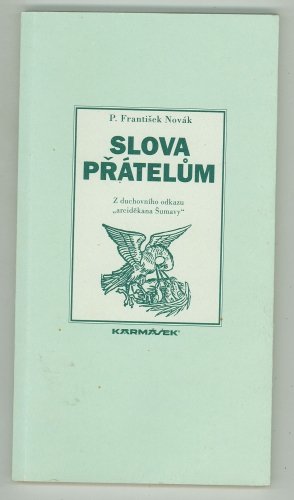 P. František Novák
SLOVA
PŘÁTELŮM
Z duchovního odkazu
„arciděkana Šumavy"
KARMÁŠEK